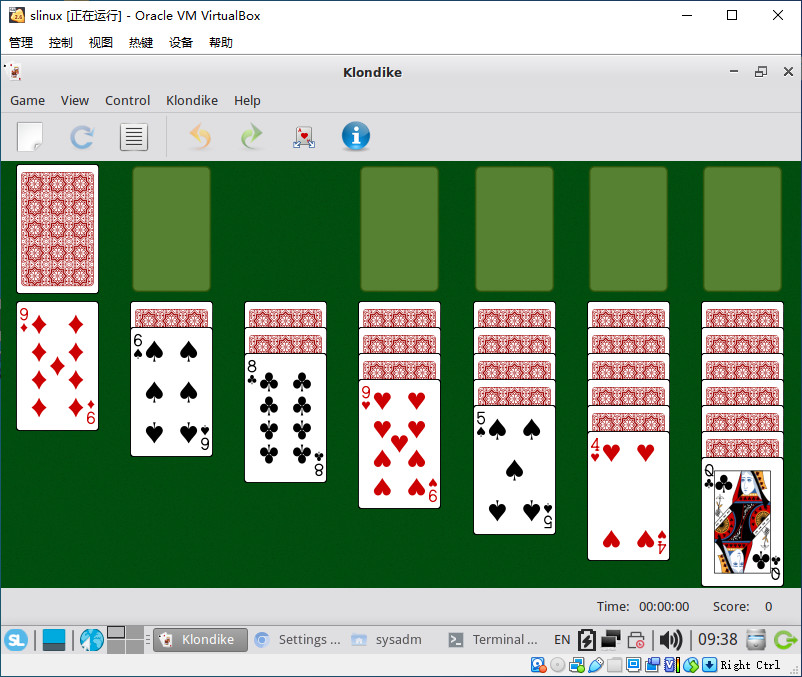 slinux [正在运行] - Oracle VM VirtualBox
管理 控制 视图 热键 设备 帮助
Klondike
Game View Control Klondike Help
9 6 8 9 5 4 Q
6 9
6
8
9
5
4
Q
Time: 00:00:00 Score: 0
SL Klondike Settings ... sysadm Terminal ... EN 09:38
Right Ctrl